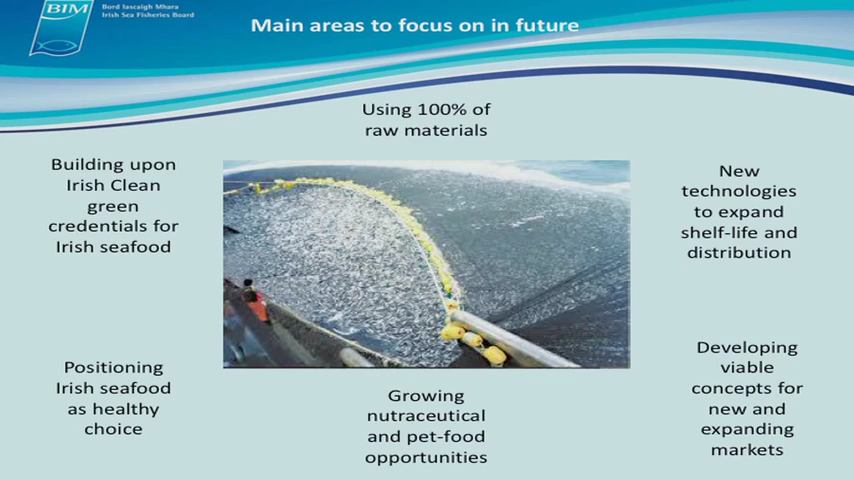 BIM
Bord Iascaigh Mhara
Irish Sea Fisheries Board
Main areas to focus on in future
Using 100% of
raw materials
Building upon
Irish Clean
green
credentials for
Irish seafood
New
technologies
to expand
shelf-life and
distribution
Positioning
Irish seafood
as healthy
choice
Growing
nutraceutical
and pet-food
opportunities
Developing
viable
concepts for
new and
expanding
markets